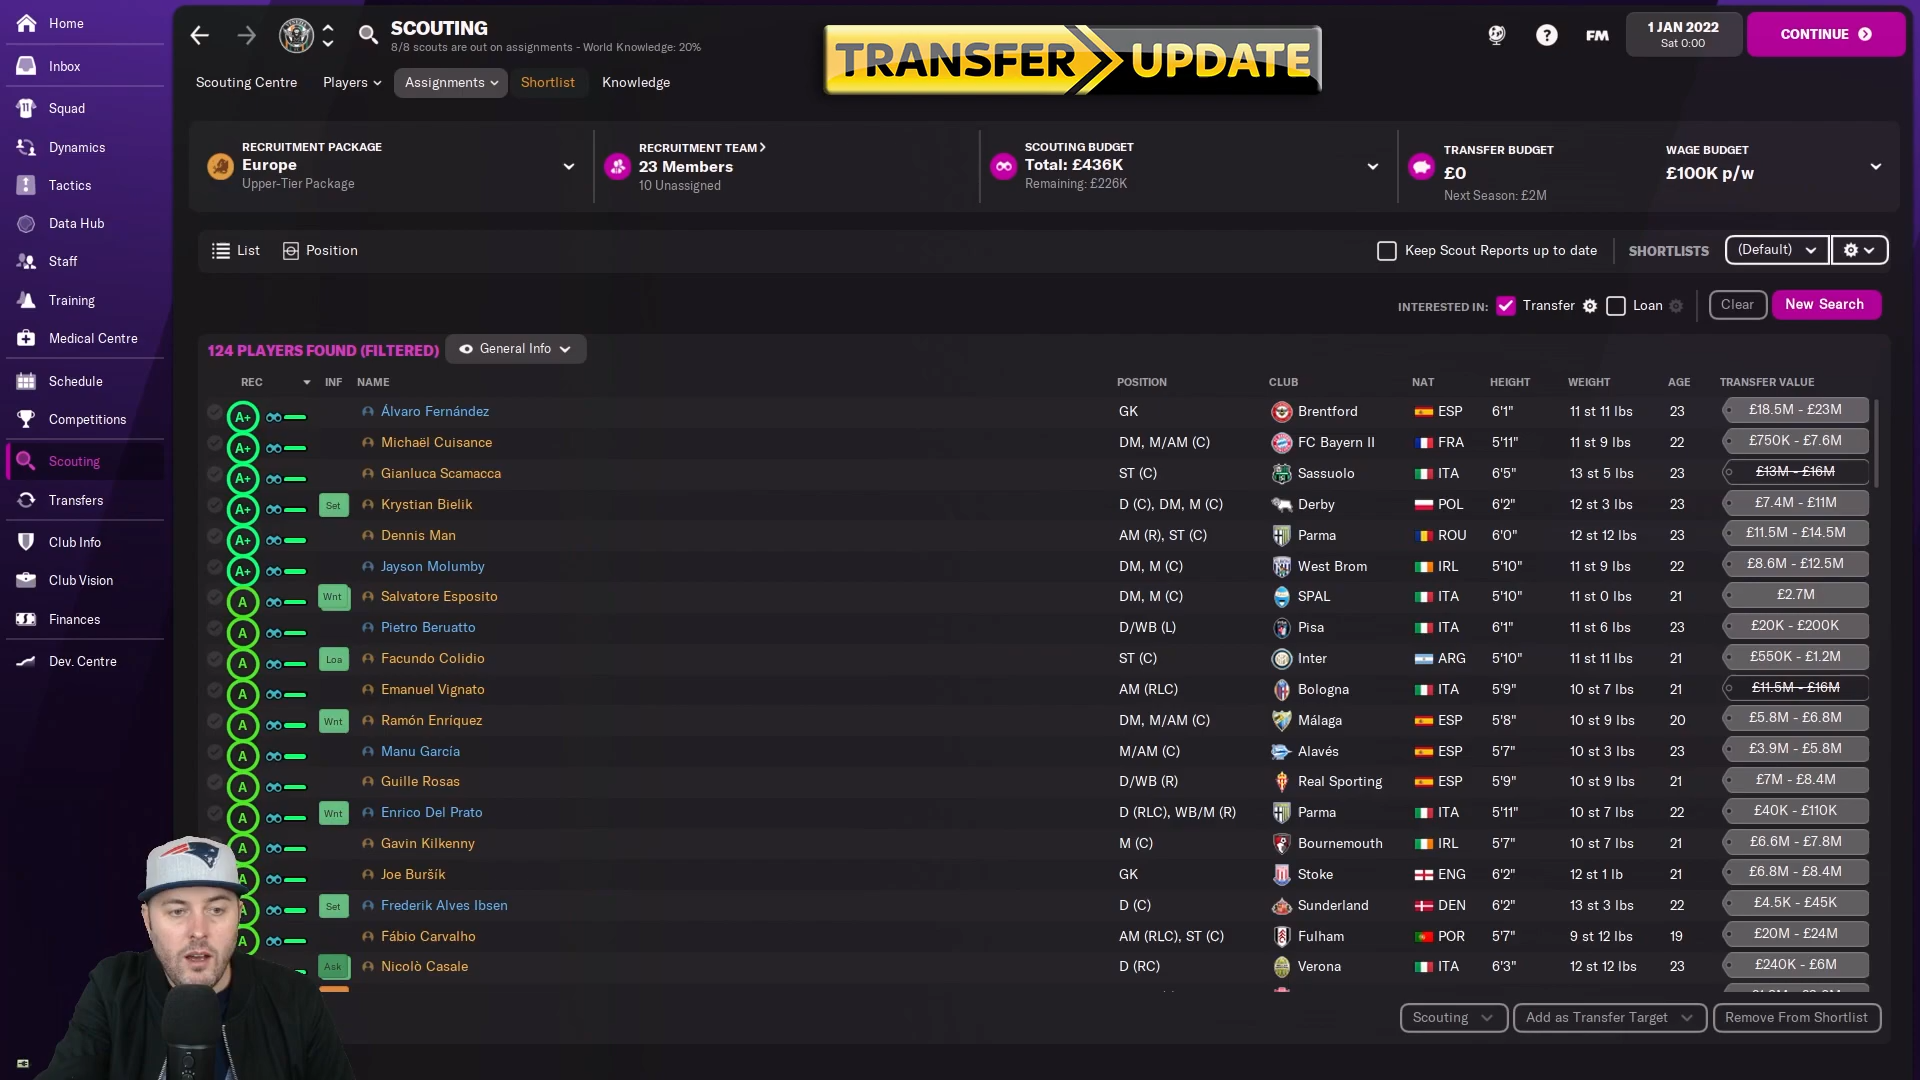 Home
Inbox
Squad
Dynamics
Tactics
Data Hub
Staff
Training
Medical Centre
Schedule
Competitions
Scouting
Transfers
Club Info
Club Vision
Finances
Dev. Centre
SCOUTING
8/8 scouts are out on assignments - World Knowledge: 20%
TRANSFER UPDATE
FM
1 JAN 2022
Sat 0:00
CONTINUE
Scouting Centre Players Assignments Shortlist Knowledge
RECRUITMENT PACKAGE
Europe
Upper-Tier Package
RECRUITMENT TEAM
23 Members
10 Unassigned
SCOUTING BUDGET
Total: £436K
Remaining: £226K
TRANSFER BUDGET
£0
Next Season: £2M
WAGE BUDGET
£100K p/w
List Position
Keep Scout Reports up to date SHORTLISTS (Default)
INTERESTED IN: Transfer Loan Clear New Search
124 PLAYERS FOUND (FILTERED) General Info
REC INF NAME POSITION CLUB NAT HEIGHT WEIGHT AGE TRANSFER VALUE
A+ Álvaro Fernández GK Brentford ESP 6'1" 11 st 11 lbs 23 £18.5M - £23M
A+ Michaël Cuisance DM, M/AM (C) FC Bayern II FRA 5'11" 11 st 9 lbs 22 £750K - £7.6M
A+ Gianluca Scamacca ST (C) Sassuolo ITA 6'5" 13 st 5 lbs 23 £13M - £16M
A+ Set Krystian Bielik D (C), DM, M (C) Derby POL 6'2" 12 st 3 lbs 23 £7.4M - £11M
A+ Dennis Man AM (R), ST (C) Parma ROU 6'0" 12 st 12 lbs 23 £11.5M - £14.5M
A+ Jayson Molumby DM, M (C) West Brom IRL 5'10" 11 st 9 lbs 22 £8.6M - £12.5M
A Wnt Salvatore Esposito DM, M (C) SPAL ITA 5'10" 11 st 0 lbs 21 £2.7M
A Pietro Beruatto D/WB (L) Pisa ITA 6'1" 11 st 6 lbs 23 £20K - £200K
A Loa Facundo Colidio ST (C) Inter ARG 5'10" 11 st 11 lbs 21 £550K - £1.2M
A Emanuel Vignato AM (RLC) Bologna ITA 5'9" 10 st 7 lbs 21 £11.5M - £16M
A Wnt Ramón Enríquez DM, M/AM (C) Málaga ESP 5'8" 10 st 9 lbs 20 £5.8M - £6.8M
A Manu García M/AM (C) Alavés ESP 5'7" 10 st 3 lbs 23 £3.9M - £5.8M
A Guille Rosas D/WB (R) Real Sporting ESP 5'9" 10 st 9 lbs 21 £7M - £8.4M
A Wnt Enrico Del Prato D (RLC), WB/M (R) Parma ITA 5'11" 10 st 7 lbs 22 £40K - £110K
A Gavin Kilkenny M (C) Bournemouth IRL 5'7" 10 st 7 lbs 21 £6.6M - £7.8M
A Joe Buršík GK Stoke ENG 6'2" 12 st 1 lb 21 £6.8M - £8.4M
A Set Frederik Alves Ibsen D (C) Sunderland DEN 6'2" 13 st 3 lbs 22 £4.5K - £45K
A Fábio Carvalho AM (RLC), ST (C) Fulham POR 5'7" 9 st 12 lbs 19 £20M - £24M
Ask Nicolò Casale D (RC) Verona ITA 6'3" 12 st 12 lbs 23 £240K - £6M
Scouting Add as Transfer Target Remove From Shortlist